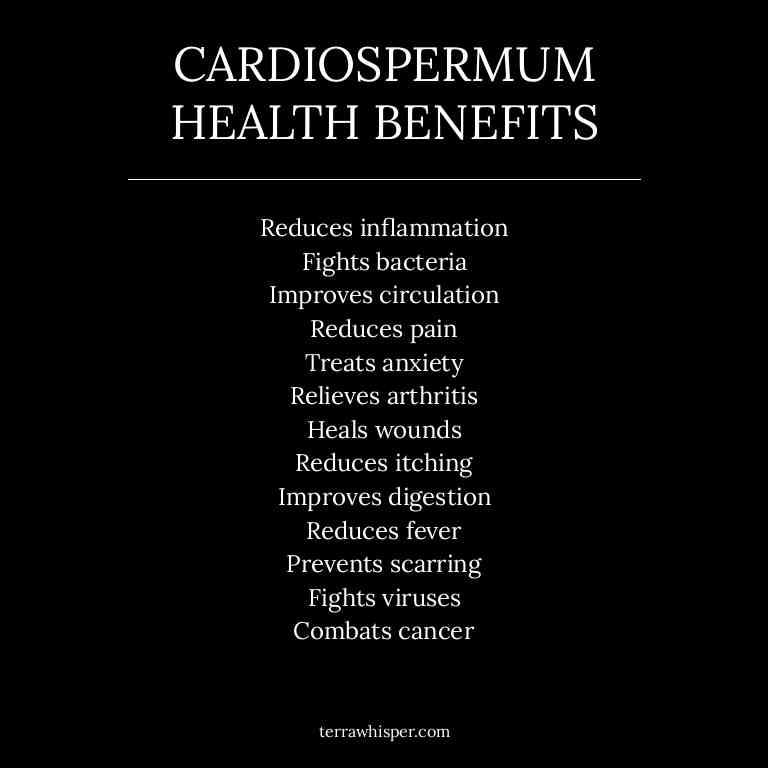 CARDIOSPERMUM
HEALTH BENEFITS
Reduces inflammation
Fights bacteria
Improves circulation
Reduces pain
Treats anxiety
Relieves arthritis
Heals wounds
Reduces itching
Improves digestion
Reduces fever
Prevents scarring
Fights viruses
Combats cancer
terrawhisper.com